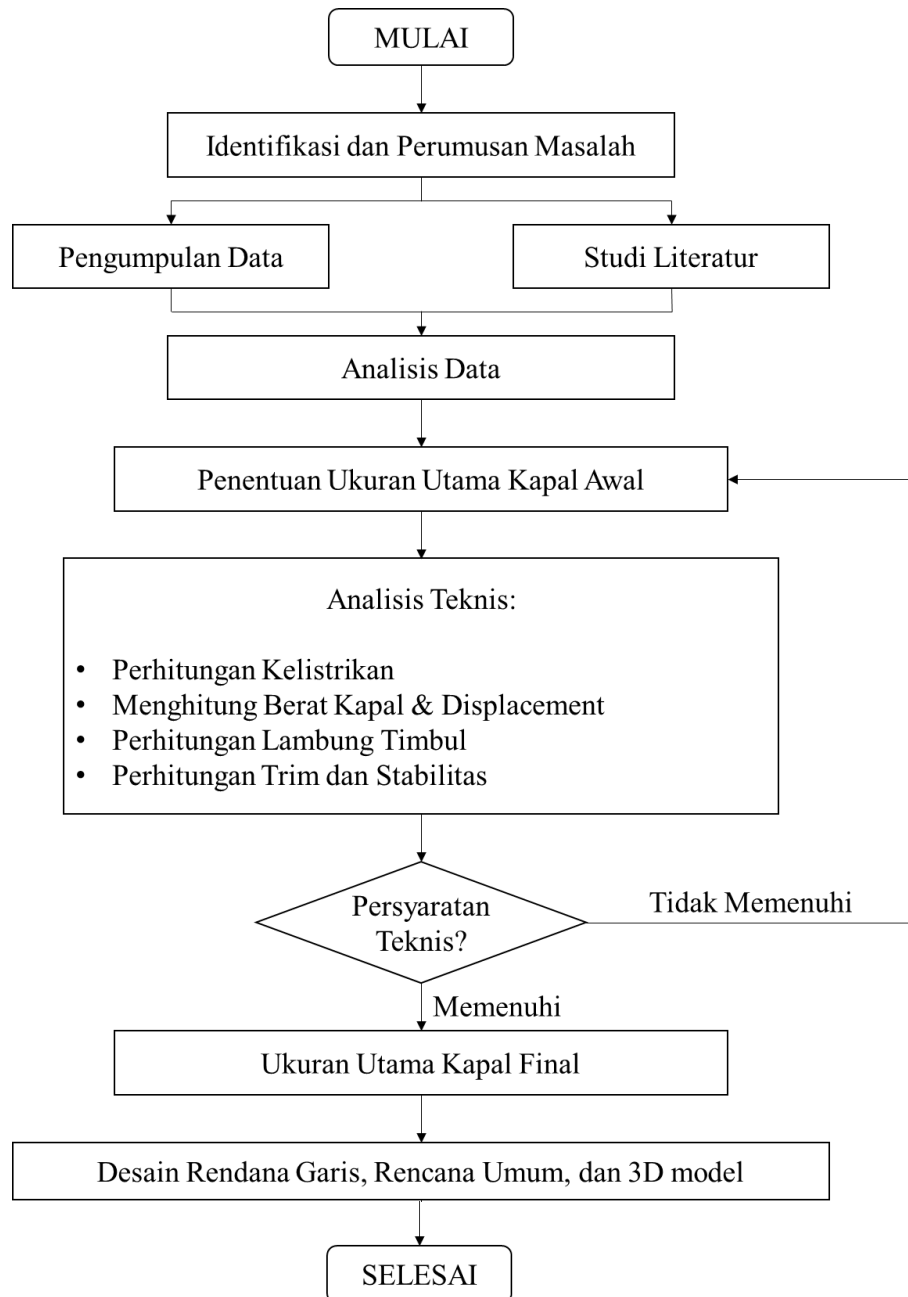 MULAI
Identifikasi dan Perumusan Masalah
Pengumpulan Data
Studi Literatur
Analisis Data
Penentuan Ukuran Utama Kapal Awal
Analisis Teknis:
• Perhitungan Kelistrikan
• Menghitung Berat Kapal & Displacement
• Perhitungan Lambung Timbul
• Perhitungan Trim dan Stabilitas
Persyaratan
Teknis?
Tidak Memenuhi
Memenuhi
Ukuran Utama Kapal Final
Desain Rendana Garis, Rencana Umum, dan 3D model
SELESAI